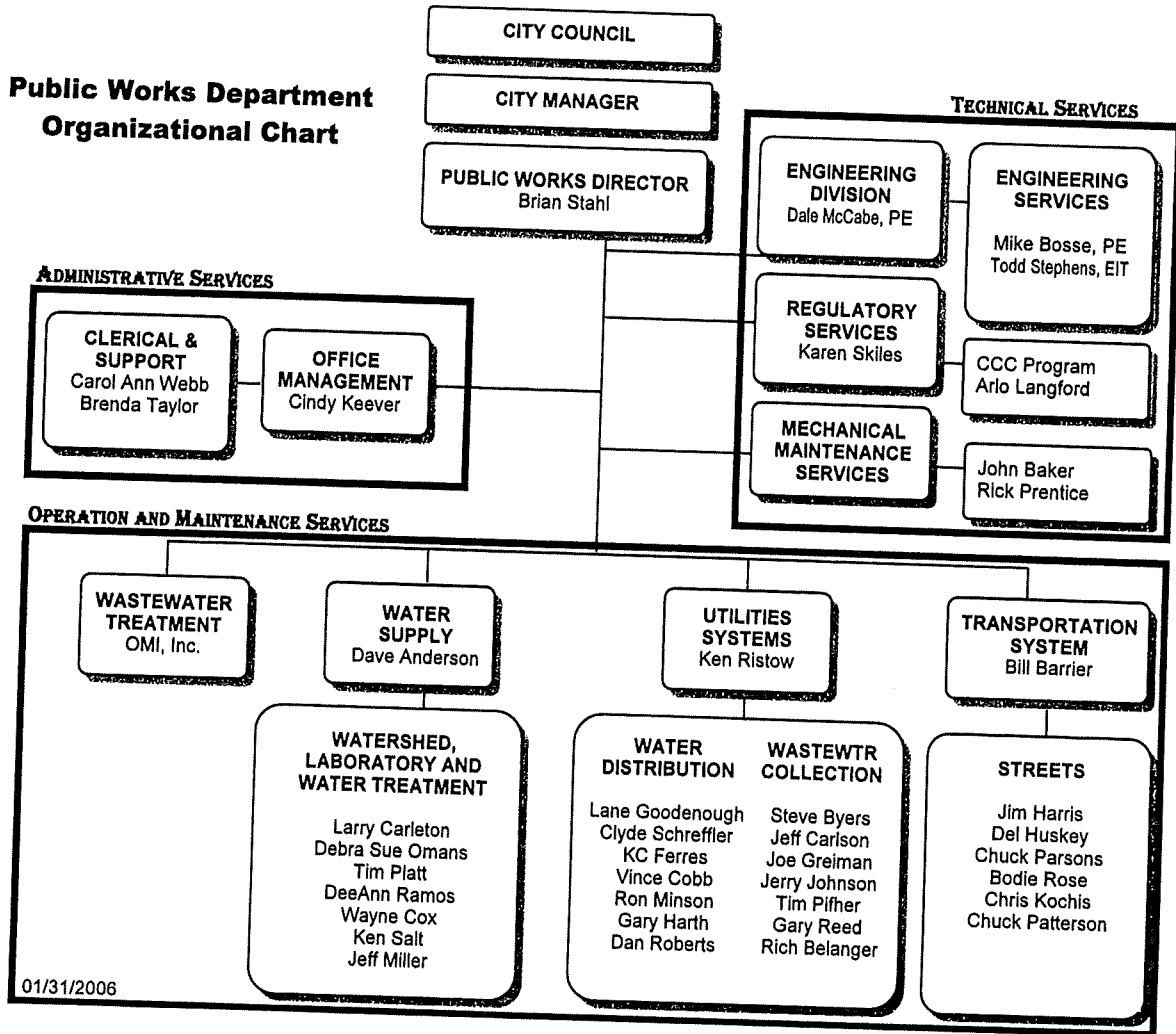 CITY COUNCIL
Public Works Department
Organizational Chart
CITY MANAGER
PUBLIC WORKS DIRECTOR
Brian Stahl
TECHNICAL SERVICES
ENGINEERING
DIVISION
Dale McCabe, PE
ENGINEERING
SERVICES
Mike Bosse, PE
Todd Stephens, EIT
REGULATORY
SERVICES
Karen Skiles
CCC Program
Arlo Langford
MECHANICAL
MAINTENANCE
SERVICES
John Baker
Rick Prentice
ADMINISTRATIVE SERVICES
CLERICAL &
SUPPORT
Carol Ann Webb
Brenda Taylor
OFFICE
MANAGEMENT
Cindy Keever
OPERATION AND MAINTENANCE SERVICES
WASTEWATER
TREATMENT
OMI, Inc.
WATER
SUPPLY
Dave Anderson
UTILITIES
SYSTEMS
Ken Ristow
TRANSPORTATION
SYSTEM
Bill Barrier
WATERSHED,
LABORATORY AND
WATER TREATMENT
Larry Carleton
Debra Sue Omans
Tim Platt
DeeAnn Ramos
Wayne Cox
Ken Salt
Jeff Miller
WATER
DISTRIBUTION
Lane Goodenough
Clyde Schreffler
KC Ferres
Vince Cobb
Ron Minson
Gary Harth
Dan Roberts
WASTEWTR
COLLECTION
Steve Byers
Jeff Carlson
Joe Greiman
Jerry Johnson
Tim Pifher
Gary Reed
Rich Belanger
STREETS
Jim Harris
Del Huskey
Chuck Parsons
Bodie Rose
Chris Kochis
Chuck Patterson
01/31/2006